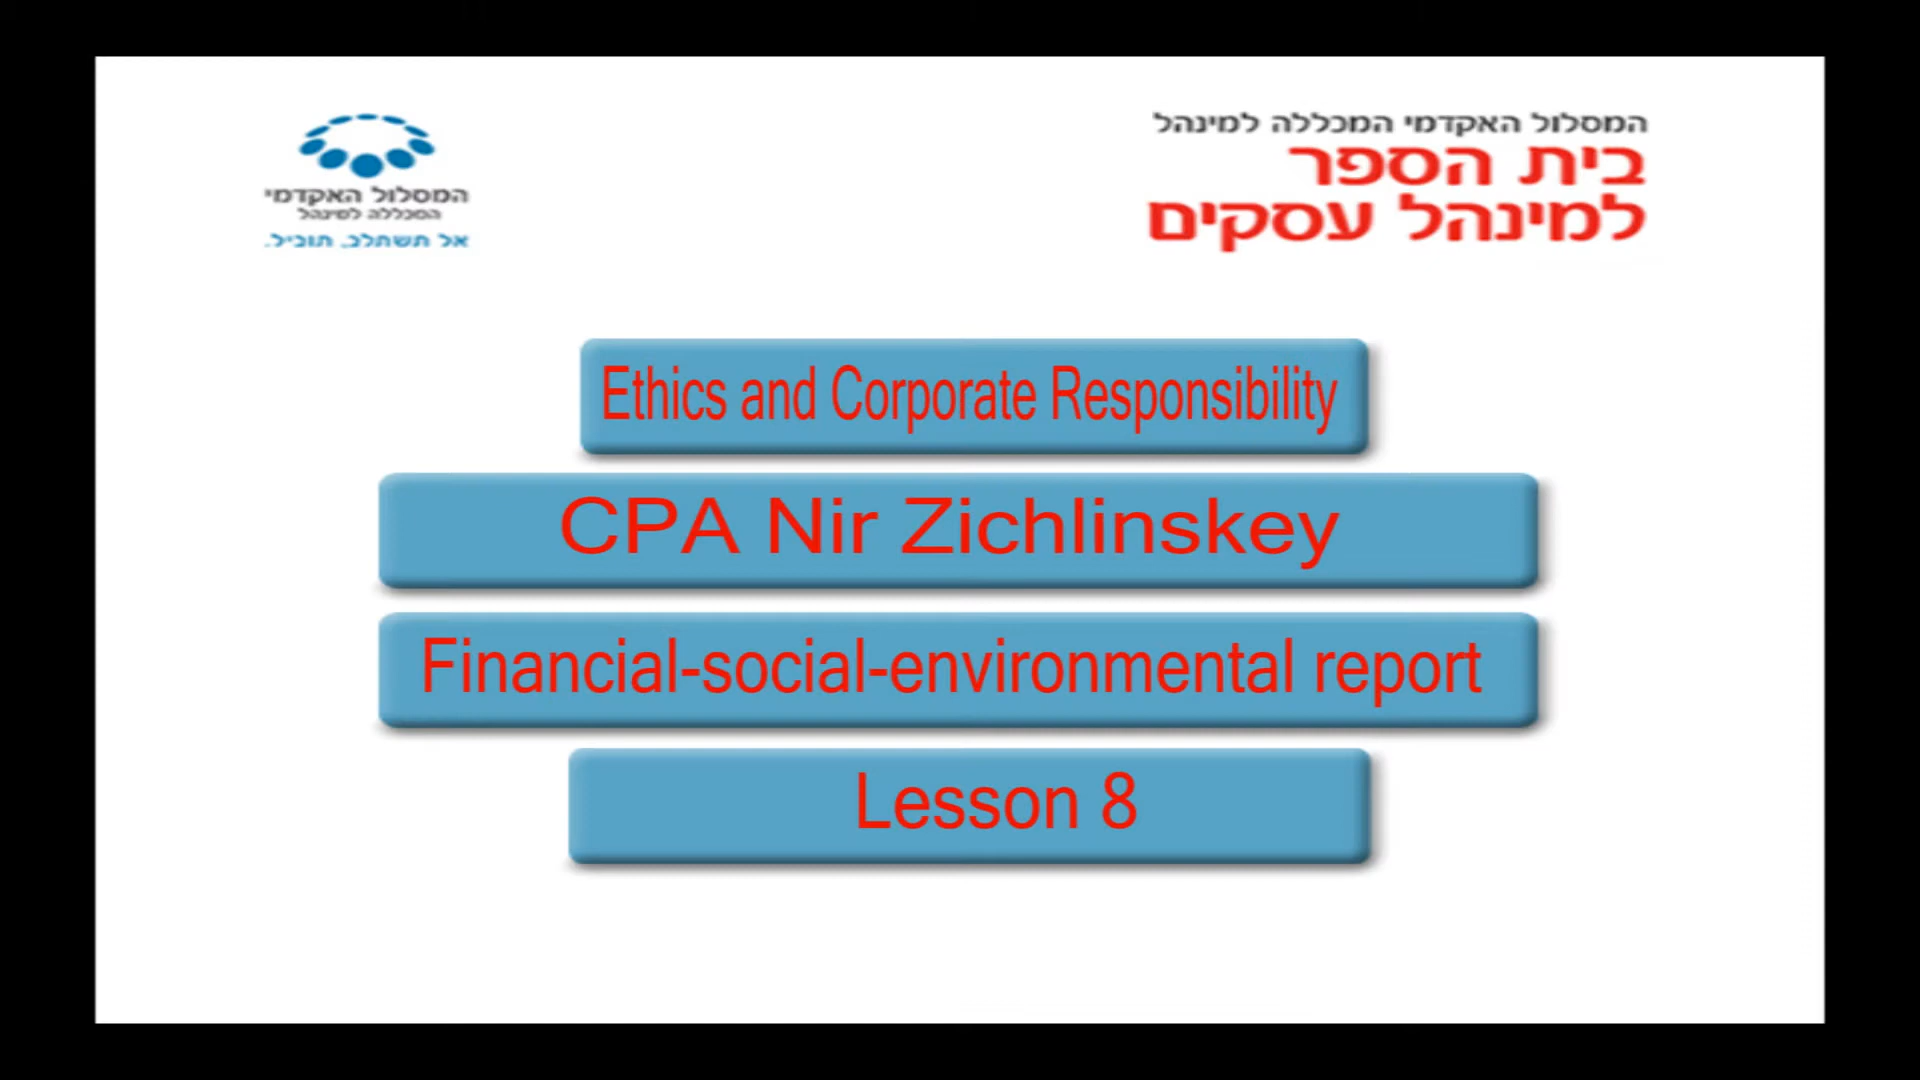 המסלול האקדמי המכללה למינהל
בית הספר
למינהל עסקים
המסלול האקדמי
המכללה למינהל
אל תשתלב. תוביל.
Ethics and Corporate Responsibility
CPA Nir Zichlinskey
Financial-social-environmental report
Lesson 8